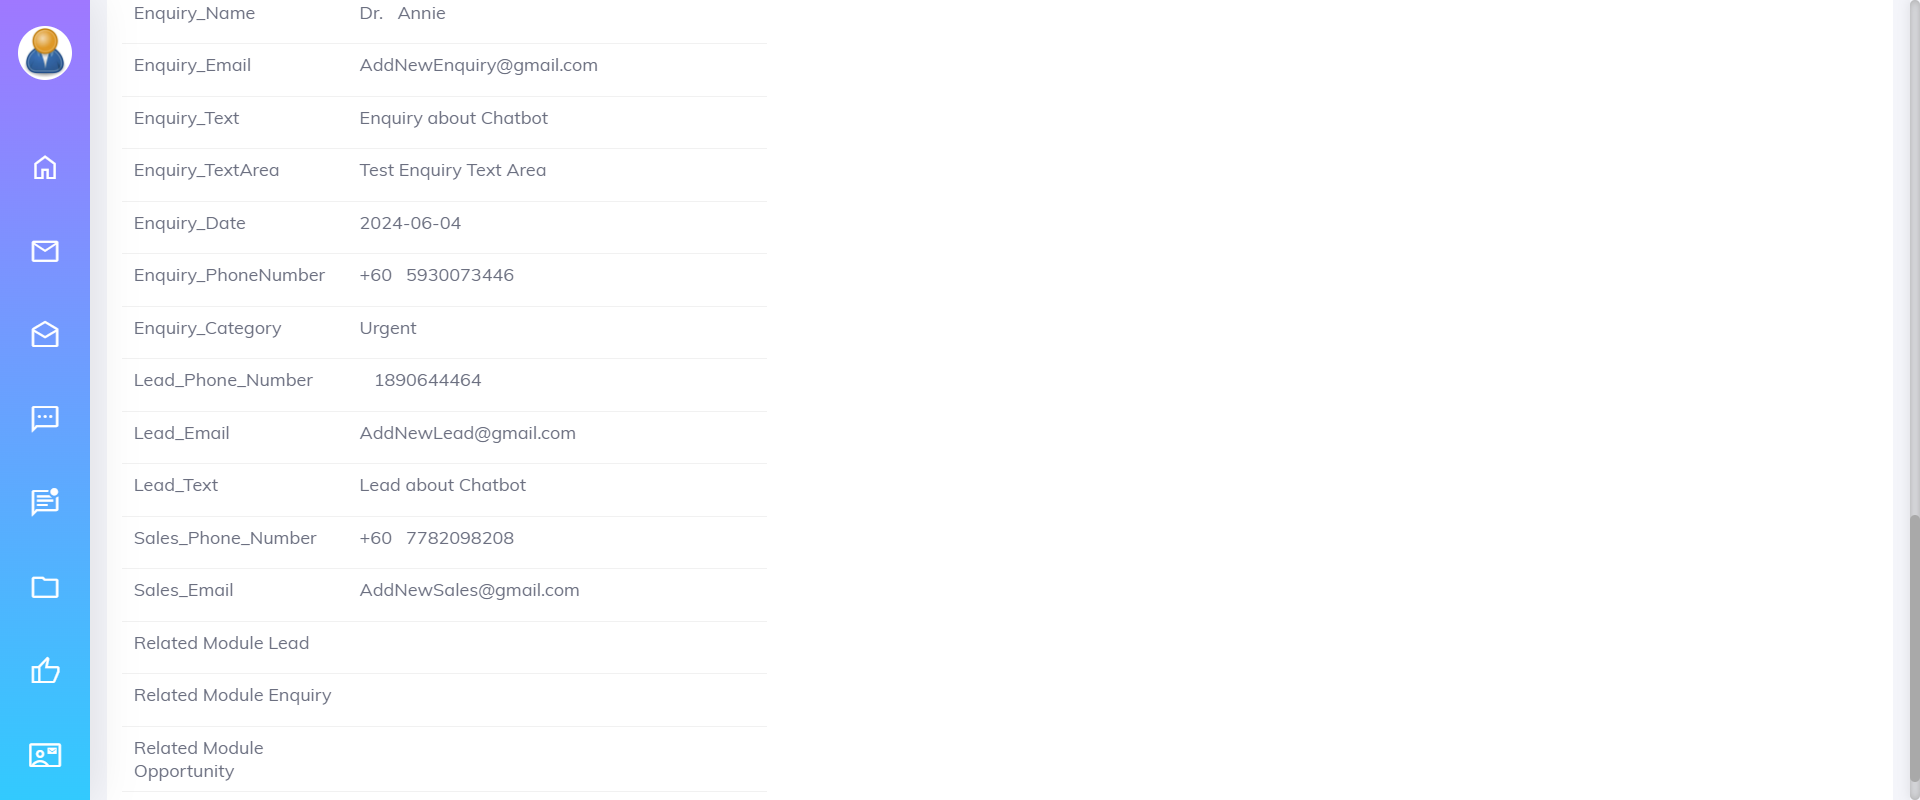 Enquiry_Name Dr. Annie
Enquiry_Email AddNewEnquiry@gmail.com
Enquiry_Text Enquiry about Chatbot
Enquiry_TextArea Test Enquiry Text Area
Enquiry_Date 2024-06-04
Enquiry_PhoneNumber +60 5930073446
Enquiry_Category Urgent
Lead_Phone_Number 1890644464
Lead_Email AddNewLead@gmail.com
Lead_Text Lead about Chatbot
Sales_Phone_Number +60 7782098208
Sales_Email AddNewSales@gmail.com
Related Module Lead
Related Module Enquiry
Related Module
Opportunity